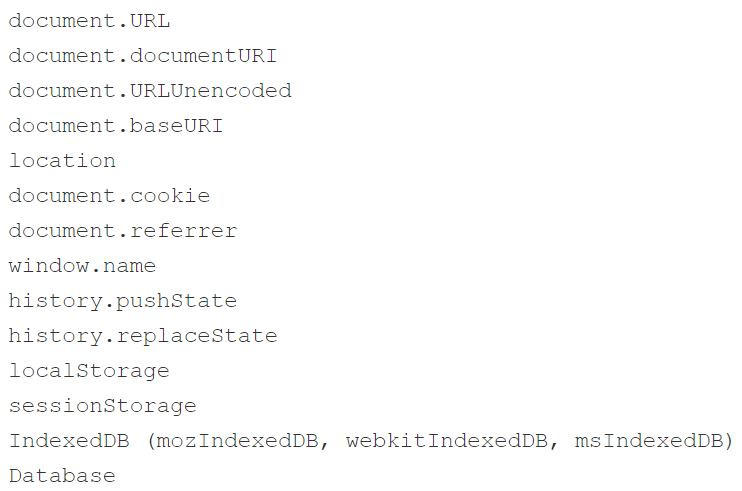 document.URL
document.documentURI
document.URLUnencoded
document.baseURI
location
document.cookie
document.referrer
window.name
history.pushState
history.replaceState
localStorage
sessionStorage
IndexedDB (mozIndexedDB, webkitIndexedDB, msIndexedDB)
Database